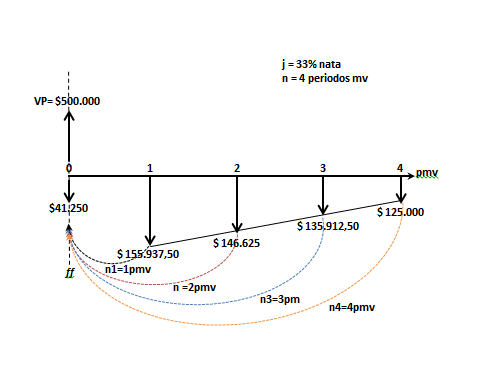 j = 33% nata
n = 4 periodos mv
VP= $500.000
0 1 2 3 4 pmv
$41.250
$ 155.937,50
$ 146.625
$ 135.912,50
$ 125.000
ff
n1=1pmv
n =2pmv
n3=3pm
n4=4pmv